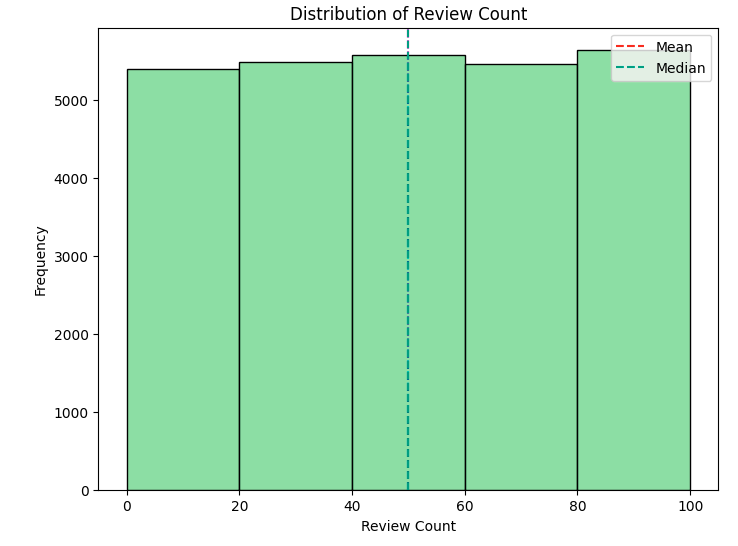 Distribution of Review Count
Mean
Median
Frequency
5000
4000
3000
2000
1000
0
0 20 40 60 80 100
Review Count